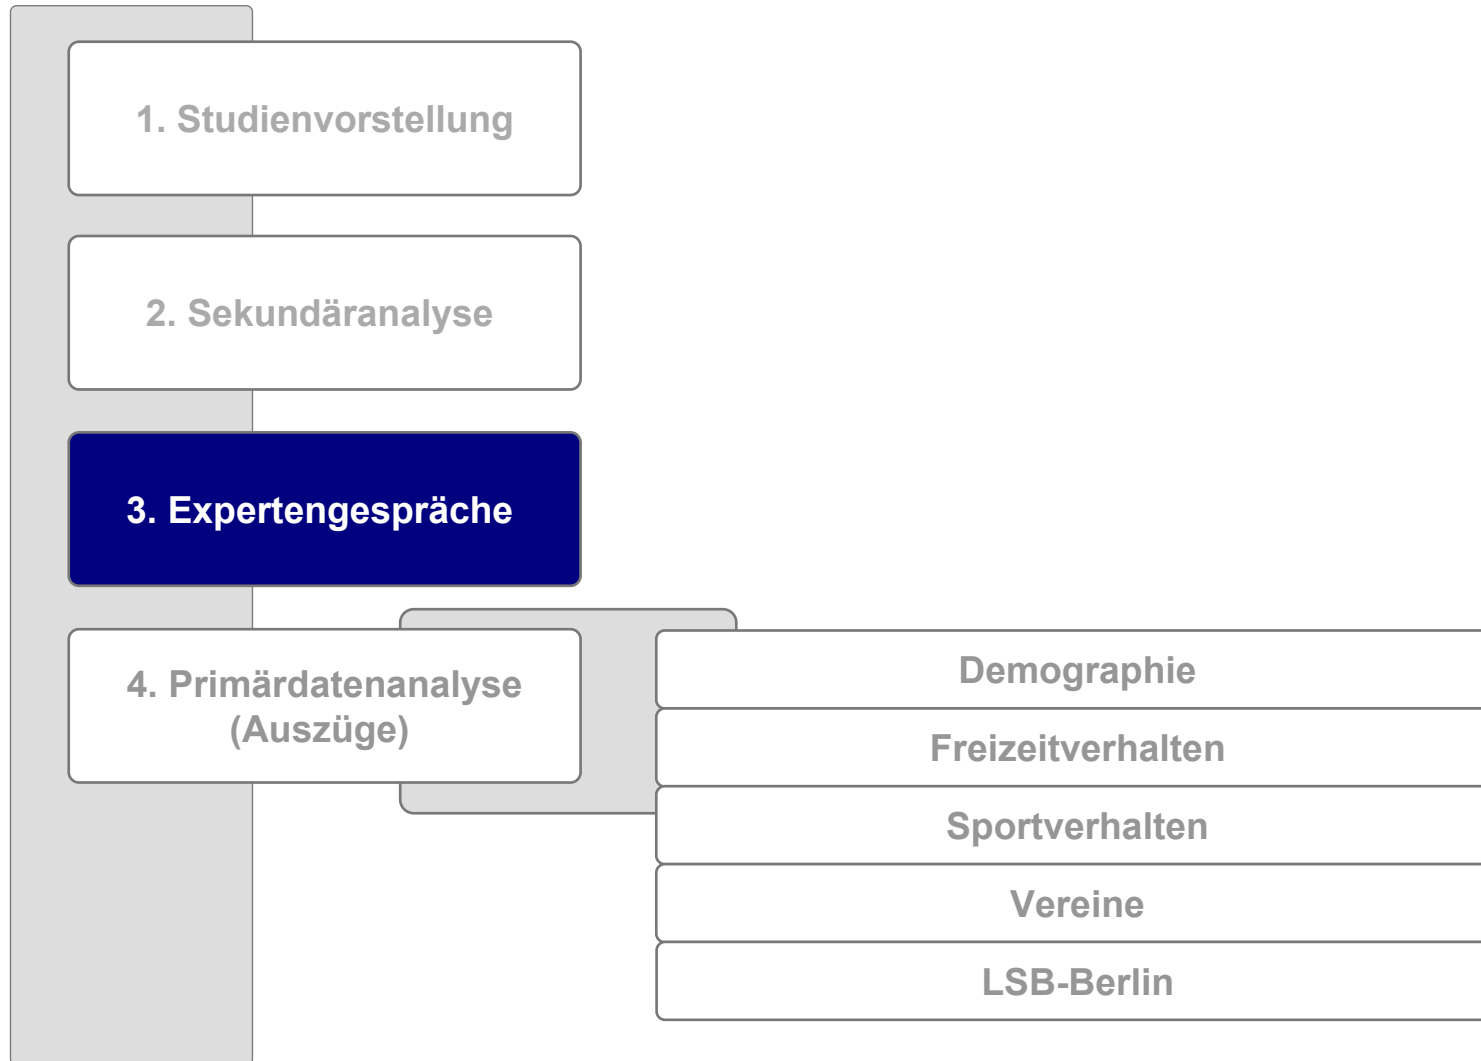 1. Studienvorstellung
2. Sekundäranalyse
3. Expertengespräche
4. Primärdatenanalyse
(Auszüge)
Demographie
Freizeitverhalten
Sportverhalten
Vereine
LSB-Berlin